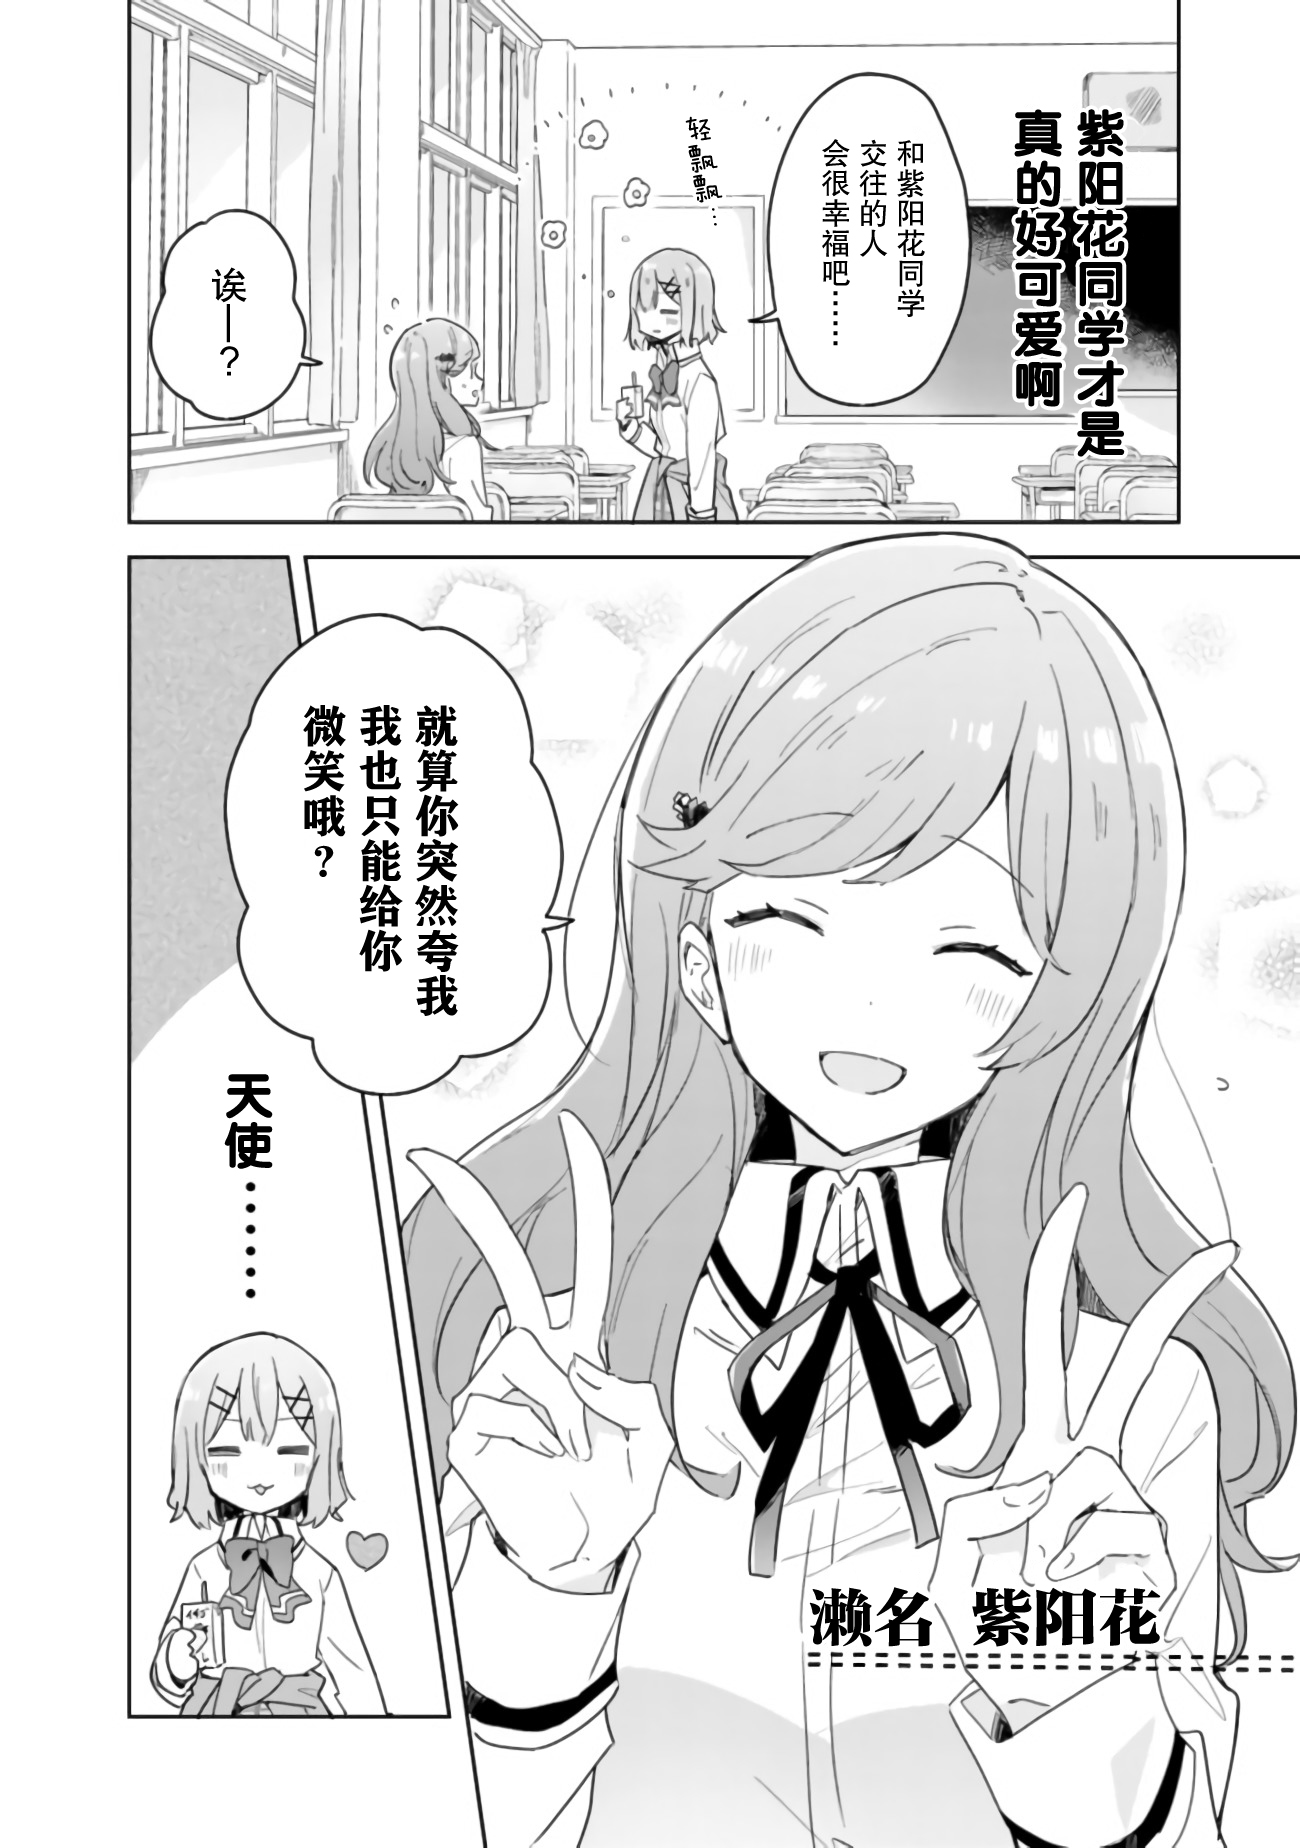 紫阳花同学才是
真的好可爱啊
和紫阳花同学
交往的人
会很幸福吧……
轻飘飘…
诶—？
就算你突然夸我
我也只能给你
微笑哦？
濑名 紫阳花
天使……